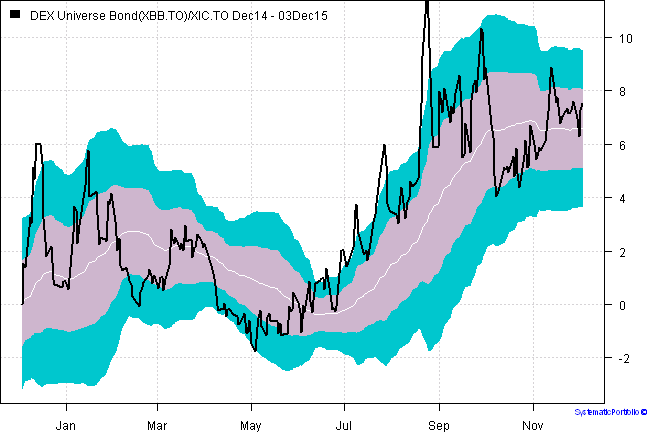 DEX Universe Bond(XBB.TO)/XIC.TO Dec14 - 03Dec15
10
8
6
4
2
0
-2
Jan Mar May Jul Sep Nov
SystematicPortfolio ©